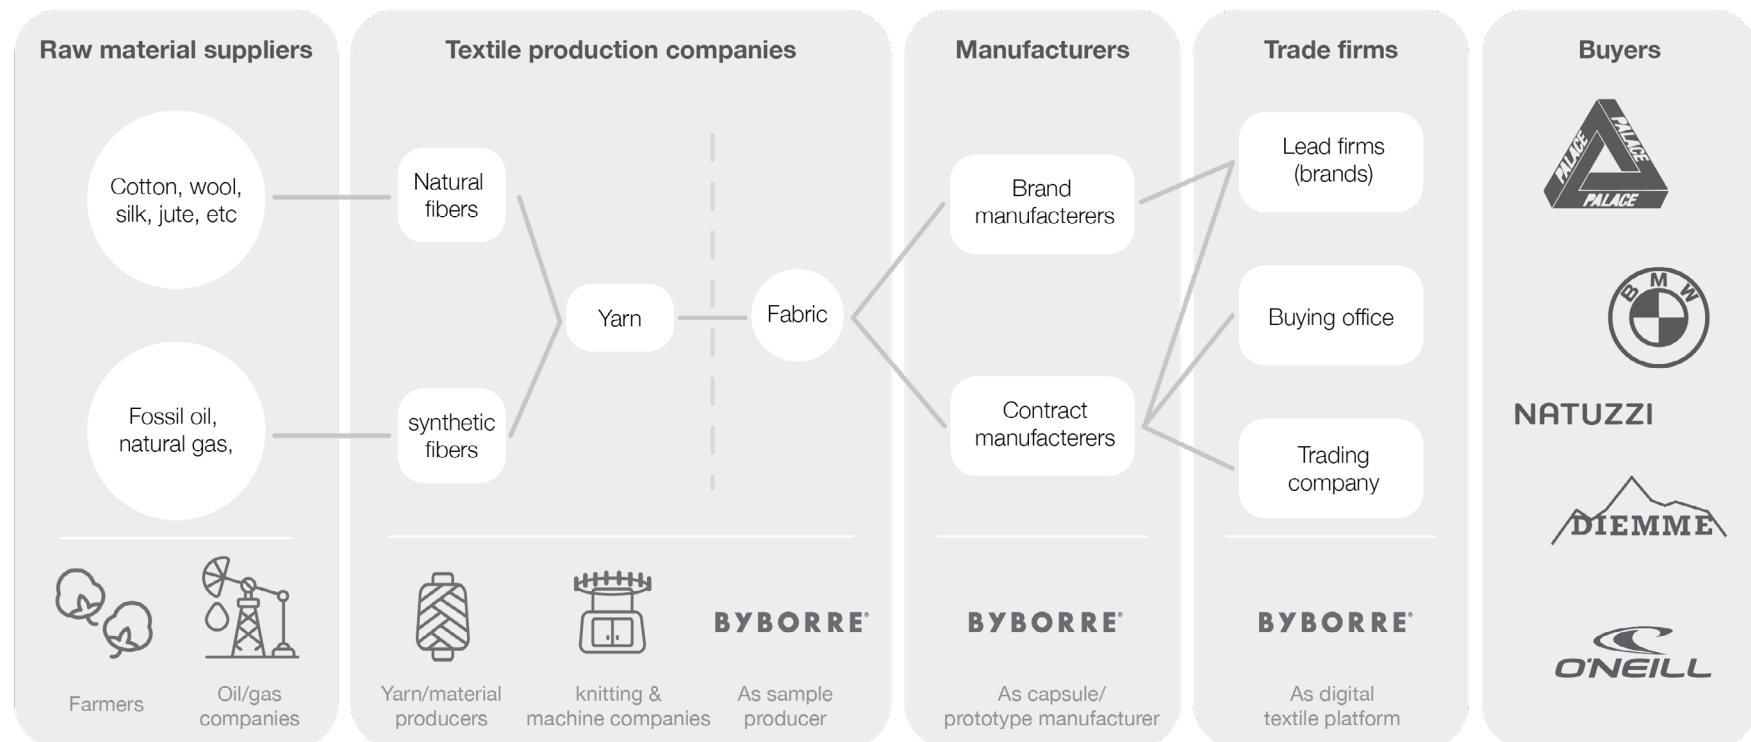 Raw material suppliers
Cotton, wool,
silk, jute, etc
Fossil oil,
natural gas,
Farmers
Oil/gas
companies
Textile production companies
Natural
fibers
synthetic
fibers
Yarn
Fabric
Yarn/material
producers
knitting &
machine companies
BYBORRE®
As sample
producer
Manufacturers
Brand
manufacterers
Contract
manufacterers
BYBORRE®
As capsule/
prototype manufacturer
Trade firms
Lead firms
(brands)
Buying office
Trading
company
BYBORRE®
As digital
textile platform
Buyers
PALACE
PALACE
PALACE
PALACE
BMW
NATUZZI
DIEMME
O'NEILL